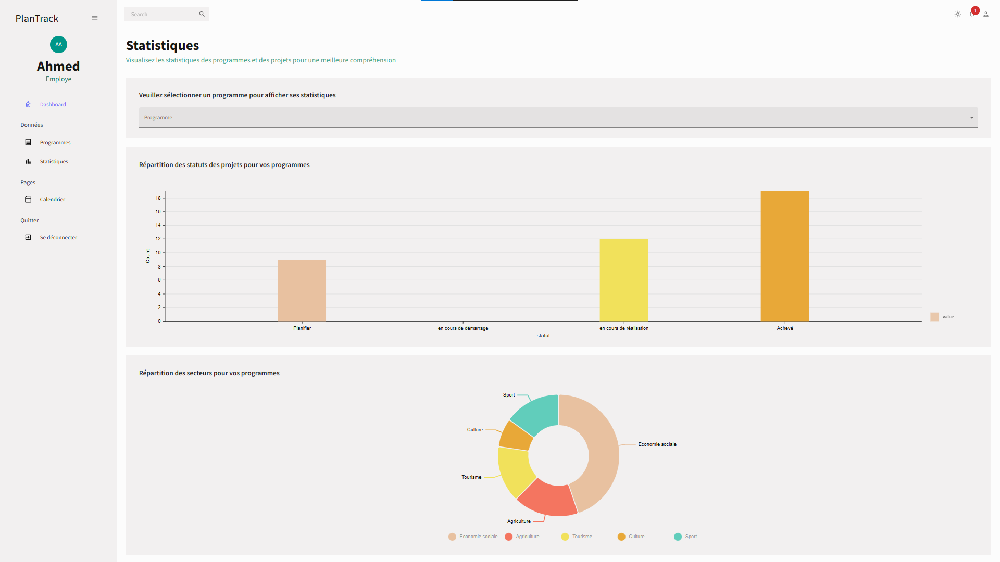 PlanTrack
AA
Ahmed
Employe
Dashboard
Données
Programmes
Statistiques
Pages
Calendrier
Quitter
Se déconnecter
Search
1
Statistiques
Visualisez les statistiques des programmes et des projets pour une meilleure compréhension
Veuillez sélectionner un programme pour afficher ses statistiques
Programme
Répartition des statuts des projets pour vos programmes
18
16
14
12
10
8
6
4
2
0
Count
Planifier
en cours de démarrage
en cours de réalisation
Achevé
statut
value
Répartition des secteurs pour vos programmes
Sport
Culture
Economie sociale
Tourisme
Agriculture
Economie sociale
Agriculture
Tourisme
Culture
Sport